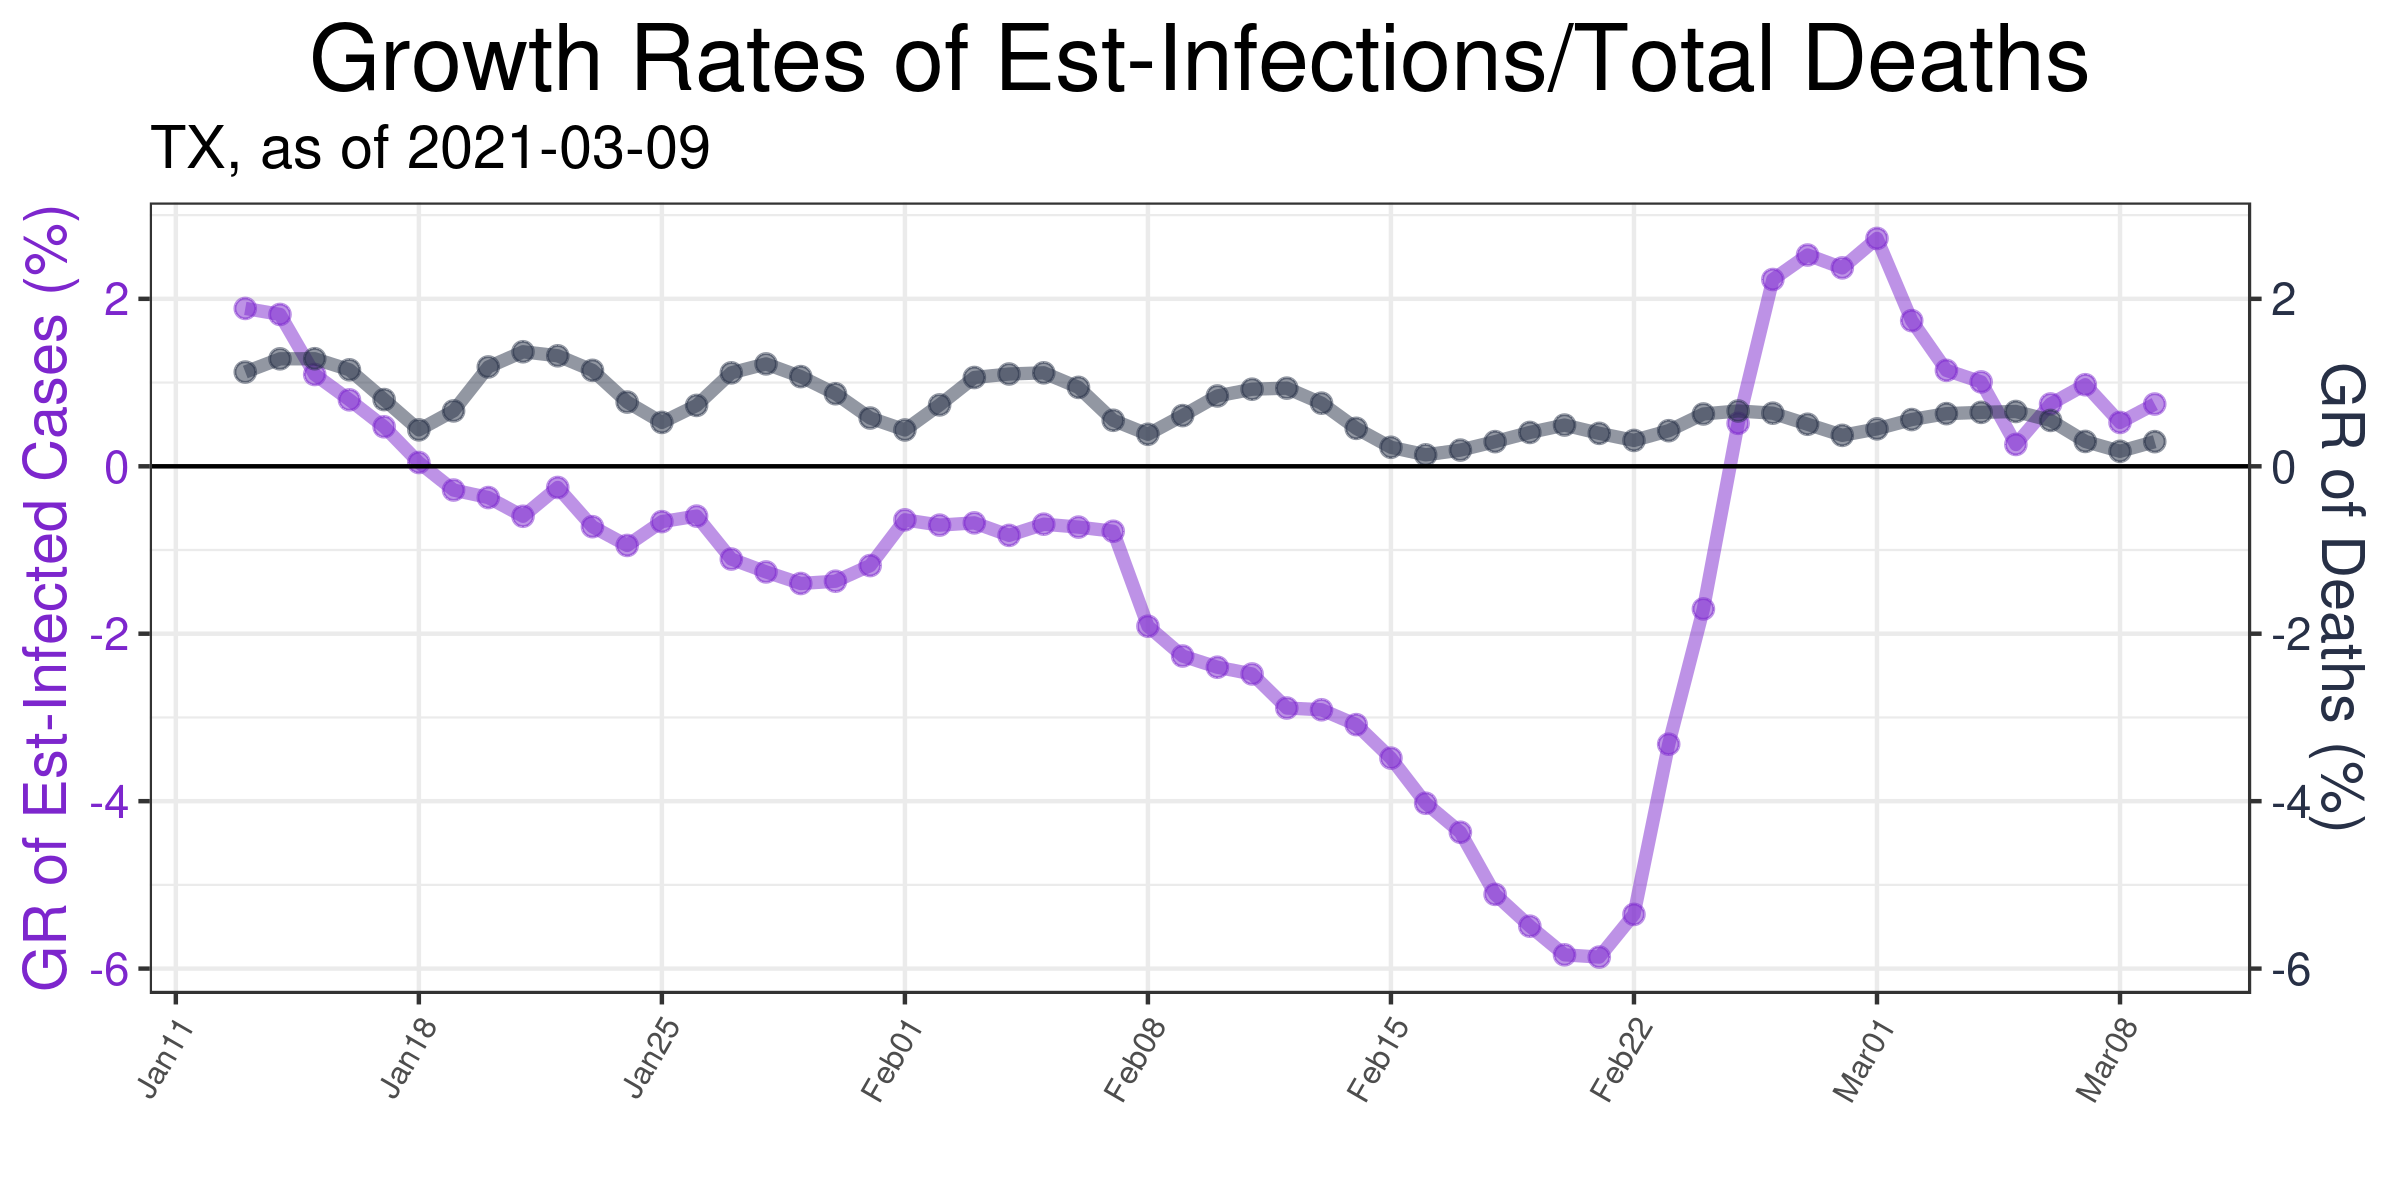 Growth Rates of Est-Infections/Total Deaths
TX, as of 2021-03-09
GR of Est-Infected Cases (%)
2
0
-2
-4
-6
2
0
-2
-4
-6
GR of Deaths (%)
Jan11
Jan18
Jan25
Feb01
Feb08
Feb15
Feb22
Mar01
Mar08